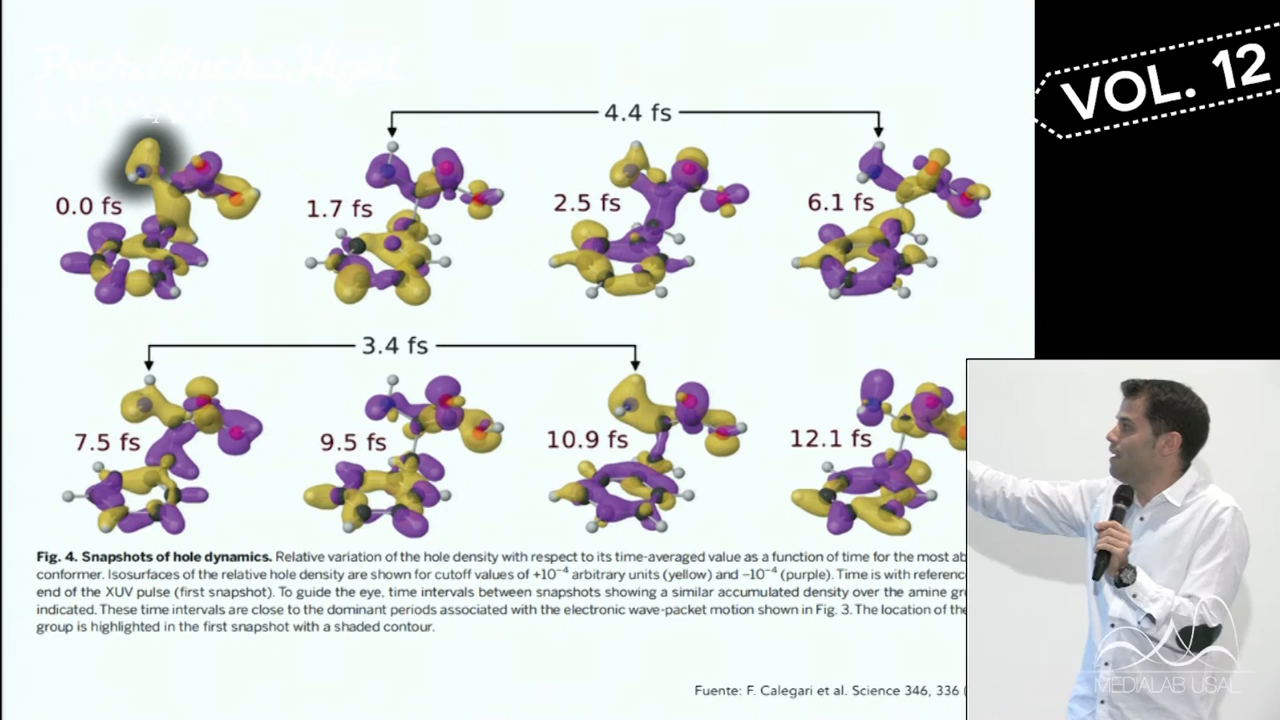 PechaKucha Night
SALAMANCA
VOL. 12
4.4 fs
0.0 fs
1.7 fs
2.5 fs
6.1 fs
3.4 fs
7.5 fs
9.5 fs
10.9 fs
12.1 fs
Fig. 4. Snapshots of hole dynamics. Relative variation of the hole density with respect to its time-averaged value as a function of time for the most ab
conformer. Isosurfaces of the relative hole density are shown for cutoff values of +10⁻⁴ arbitrary units (yellow) and −10⁻⁴ (purple). Time is with referenc
end of the XUV pulse (first snapshot). To guide the eye, time intervals between snapshots showing a similar accumulated density over the amine gr
indicated. These time intervals are close to the dominant periods associated with the electronic wave-packet motion shown in Fig. 3. The location of the
group is highlighted in the first snapshot with a shaded contour.
Fuente: F. Calegari et al. Science 346, 336 (
MEDIALAB USAL